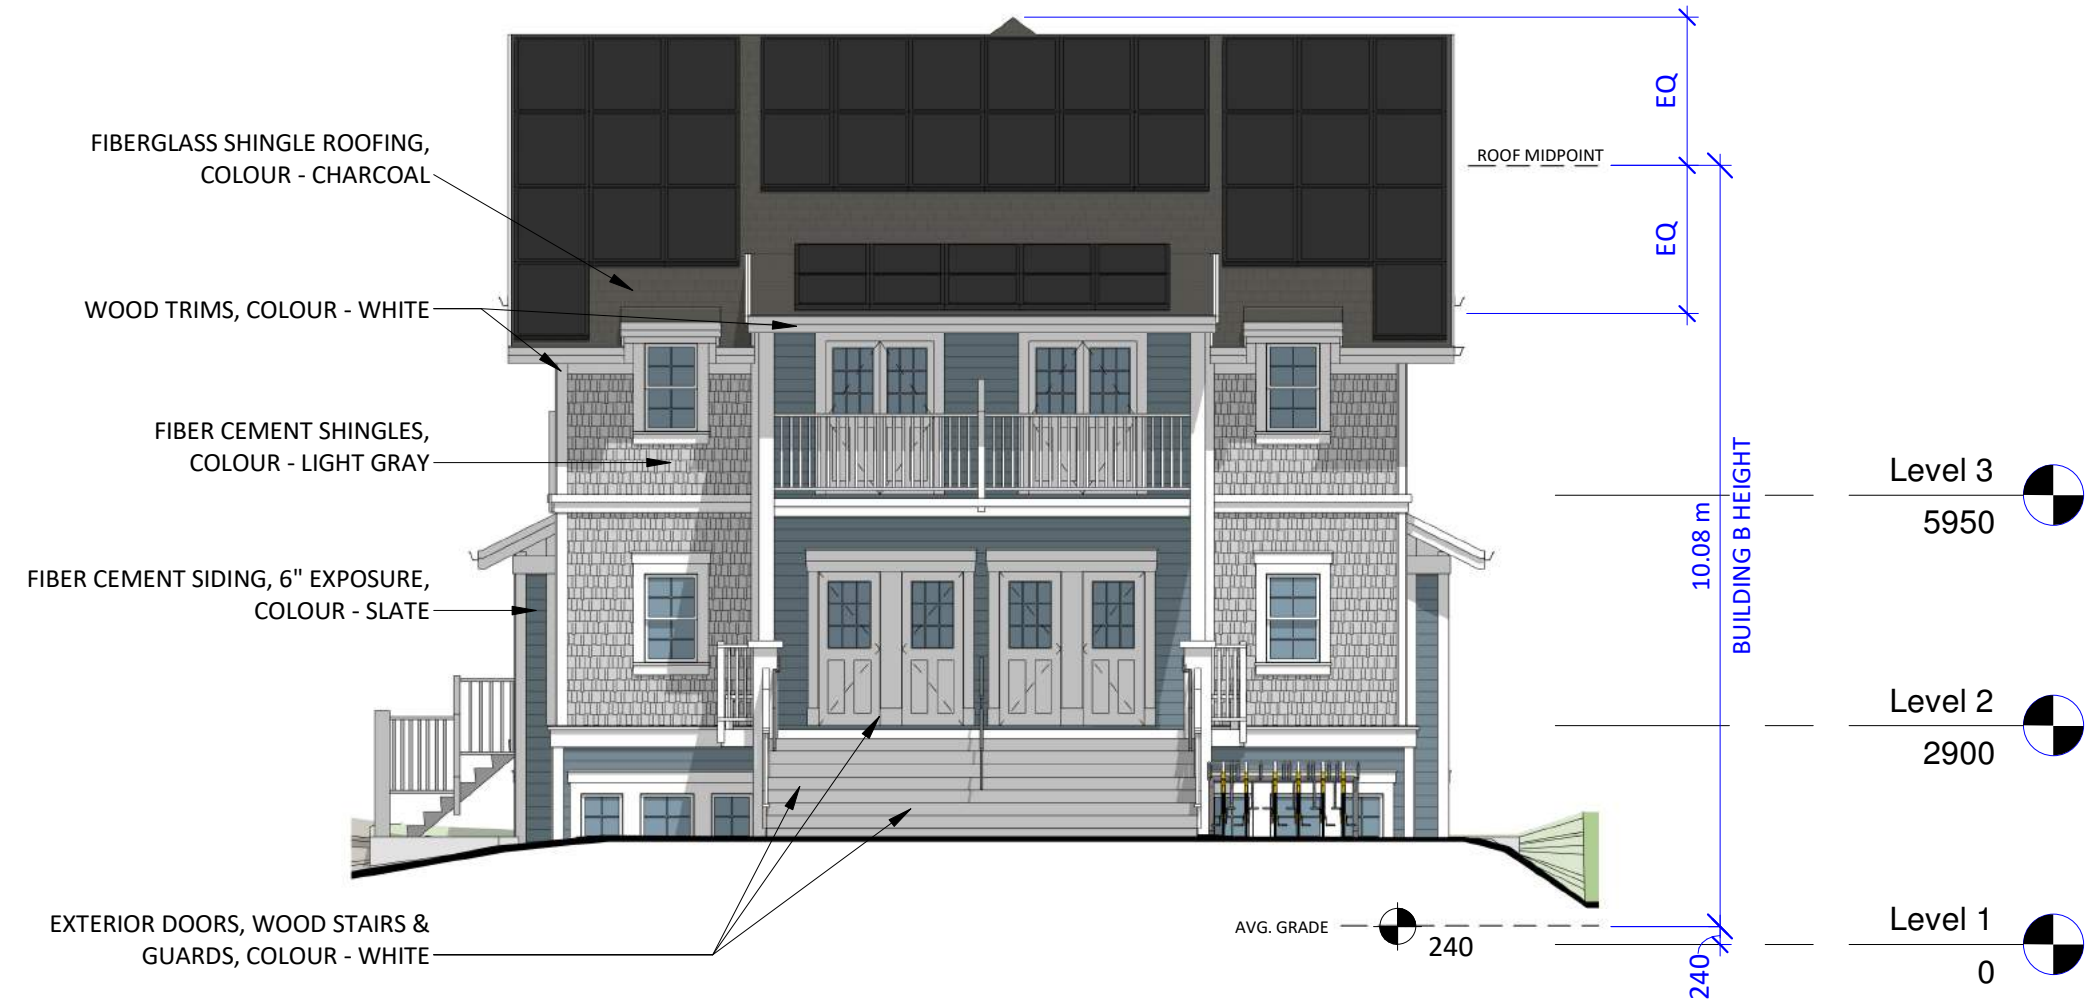 FIBERGLASS SHINGLE ROOFING,
COLOUR - CHARCOAL
WOOD TRIMS, COLOUR - WHITE
FIBER CEMENT SHINGLES,
COLOUR - LIGHT GRAY
FIBER CEMENT SIDING, 6" EXPOSURE,
COLOUR - SLATE
EXTERIOR DOORS, WOOD STAIRS &
GUARDS, COLOUR - WHITE
EQ
ROOF MIDPOINT
EQ
10.08 m
BUILDING B HEIGHT
Level 3
5950
Level 2
2900
AVG. GRADE
240
240
Level 1
0